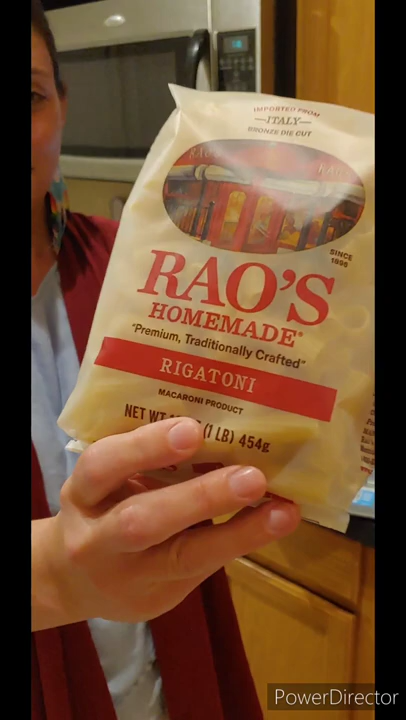 IMPORTED FROM
—ITALY—
BRONZE DIE CUT
SINCE
1896
RAO'S
HOMEMADE®
"Premium, Traditionally Crafted"
RIGATONI
MACARONI PRODUCT
NET WT (1 LB) 454g
PowerDirector